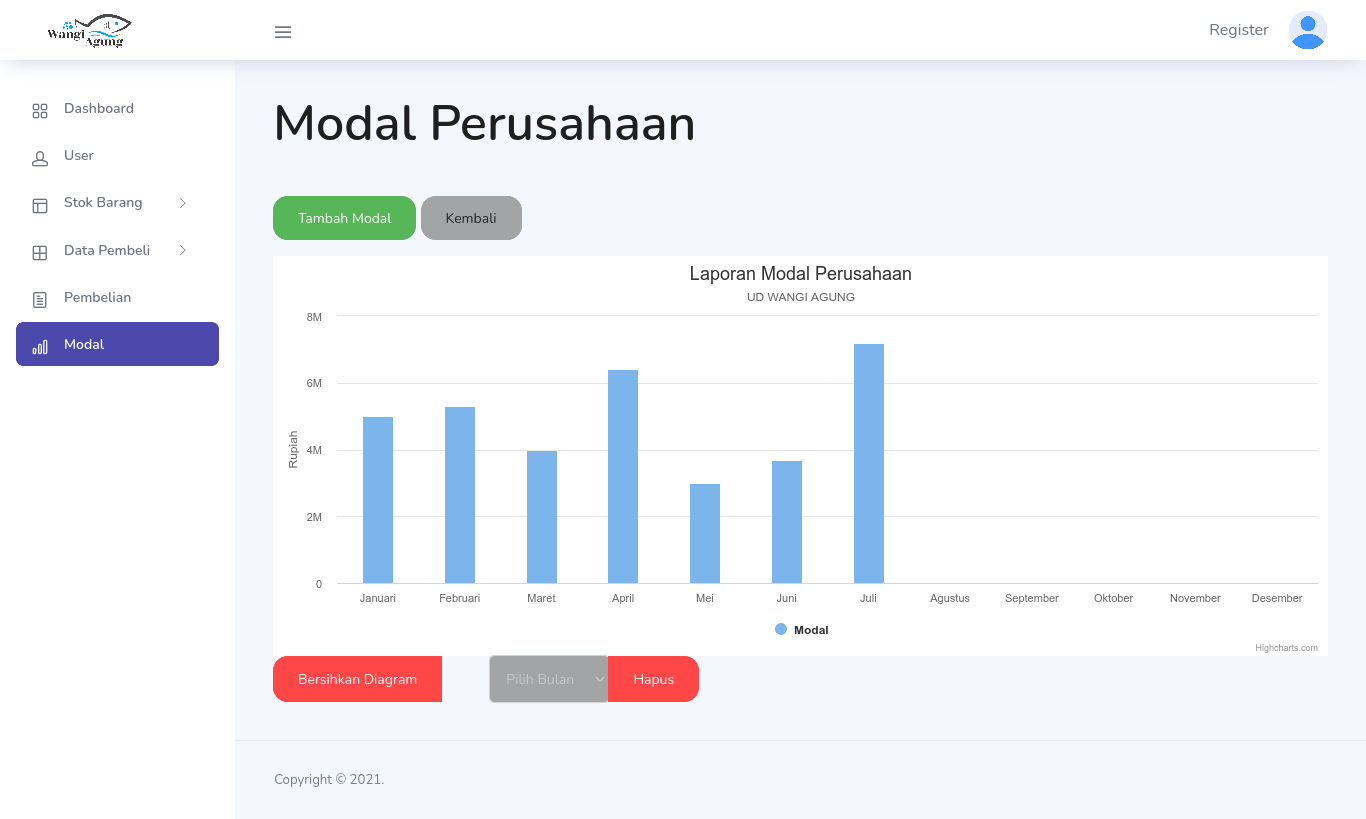 Wangi
Agung
Register
Dashboard
User
Stok Barang
Data Pembeli
Pembelian
Modal
Modal Perusahaan
Tambah Modal
Kembali
Laporan Modal Perusahaan
UD WANGI AGUNG
8M
6M
4M
2M
0
Rupiah
Januari Februari Maret April Mei Juni Juli Agustus September Oktober November Desember
Modal
Highcharts.com
Bersihkan Diagram
Pilih Bulan
Hapus
Copyright © 2021.